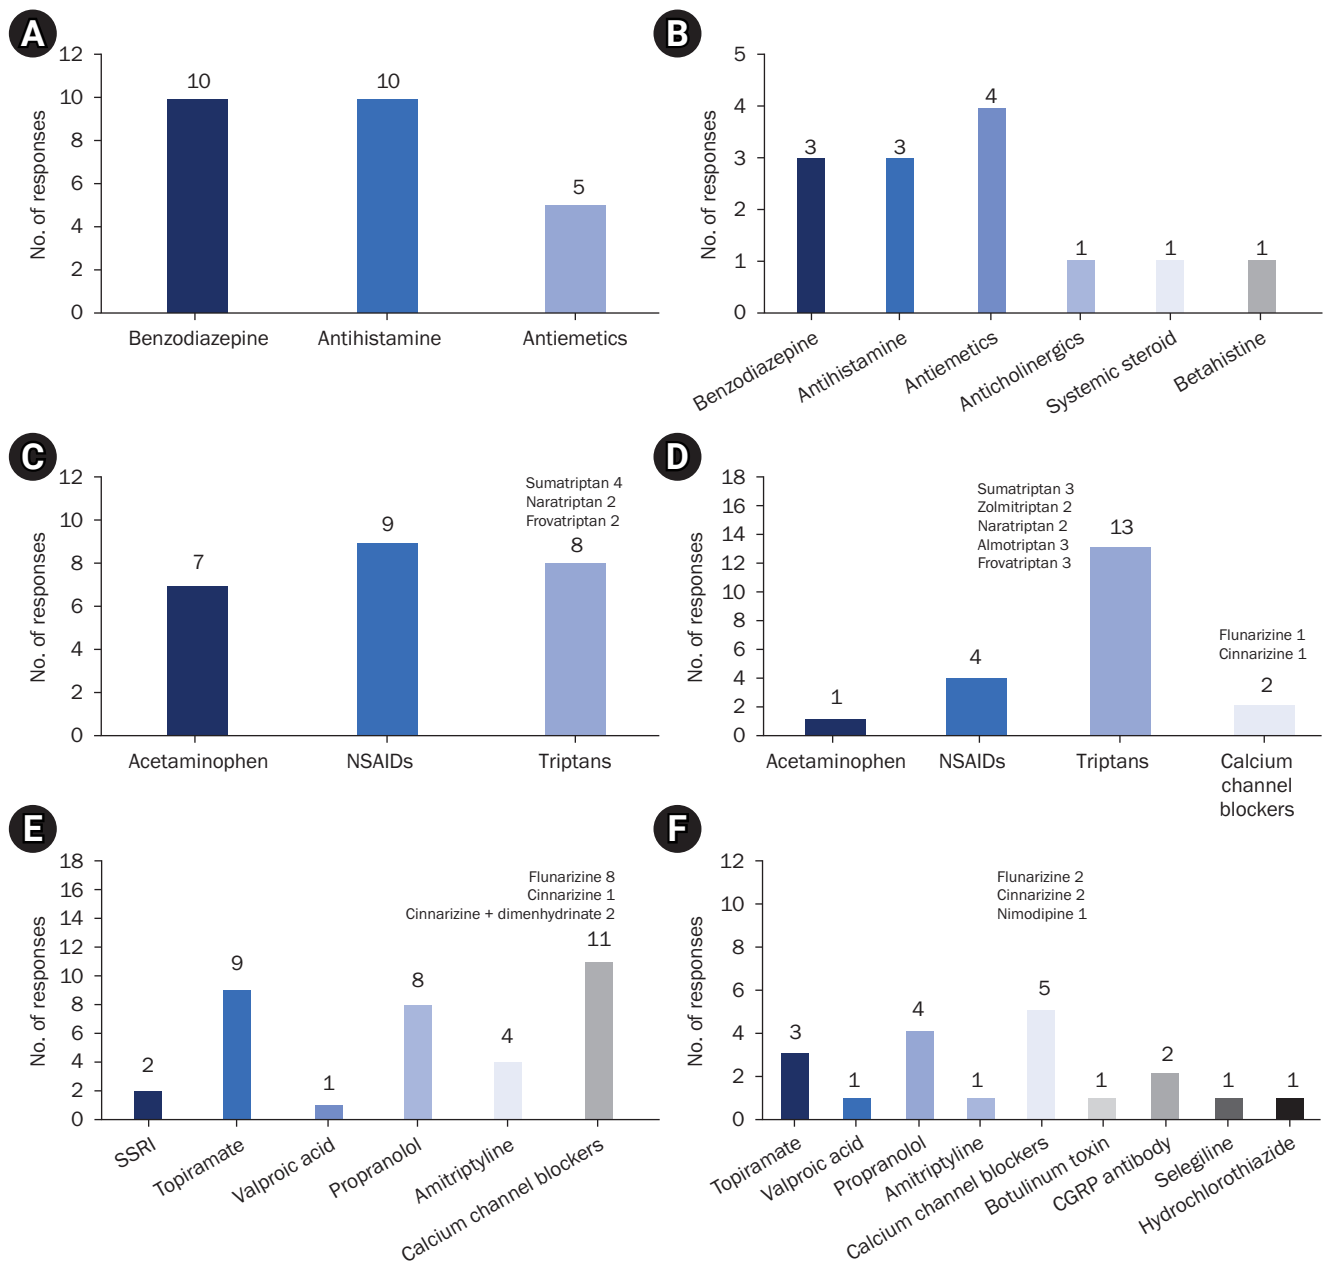 A
No. of responses
12
10
8
6
4
2
0
10
10
5
Benzodiazepine
Antihistamine
Antiemetics
B
No. of responses
5
4
3
2
1
0
3
3
4
1
1
1
Benzodiazepine
Antihistamine
Antiemetics
Anticholinergics
Systemic steroid
Betahistine
C
No. of responses
12
10
8
6
4
2
0
Sumatriptan 4
Naratriptan 2
Frovatriptan 2
7
9
8
Acetaminophen
NSAIDs
Triptans
D
No. of responses
18
16
14
12
10
8
6
4
2
0
Sumatriptan 3
Zolmitriptan 2
Naratriptan 2
Almotriptan 3
Frovatriptan 3
Flunarizine 1
Cinnarizine 1
1
4
13
2
Acetaminophen
NSAIDs
Triptans
Calcium
channel
blockers
E
No. of responses
18
16
14
12
10
8
6
4
2
0
Flunarizine 8
Cinnarizine 1
Cinnarizine + dimenhydrinate 2
2
9
1
8
4
11
SSRI
Topiramate
Valproic acid
Propranolol
Amitriptyline
Calcium channel blockers
F
No. of responses
12
10
8
6
4
2
0
Flunarizine 2
Cinnarizine 2
Nimodipine 1
3
1
4
1
5
1
2
1
1
Topiramate
Valproic acid
Propranolol
Amitriptyline
Calcium channel blockers
Botulinum toxin
CGRP antibody
Selegiline
Hydrochlorothiazide